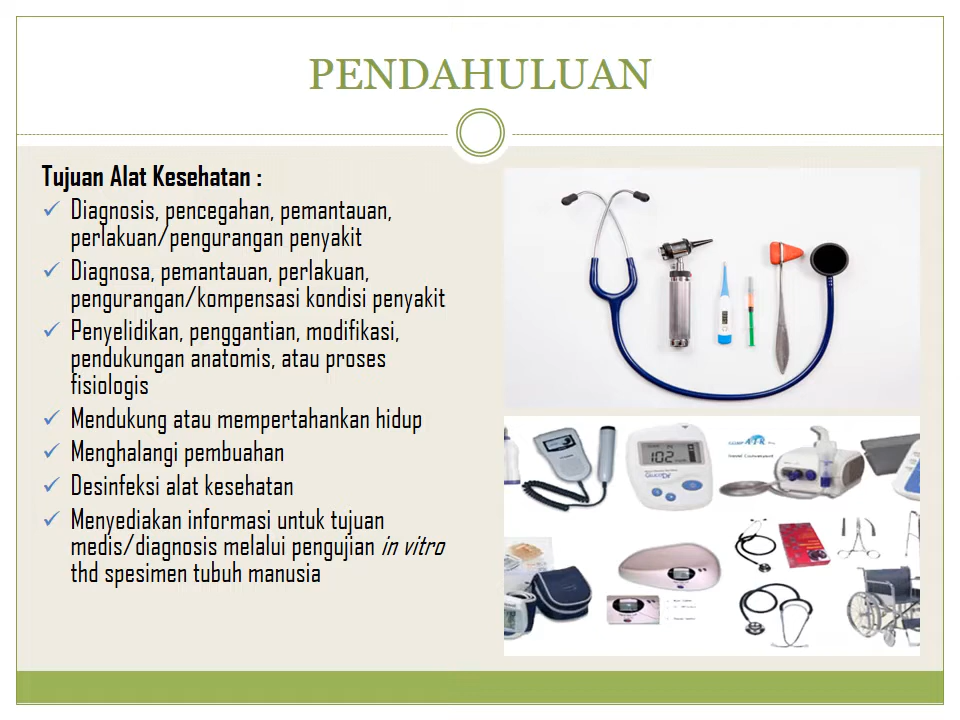 PENDAHULUAN
Tujuan Alat Kesehatan :
Diagnosis, pencegahan, pemantauan,
perlakuan/pengurangan penyakit
Diagnosa, pemantauan, perlakuan,
pengurangan/kompensasi kondisi penyakit
Penyelidikan, penggantian, modifikasi,
pendukungan anatomis, atau proses
fisiologis
Mendukung atau mempertahankan hidup
Menghalangi pembuahan
Desinfeksi alat kesehatan
Menyediakan informasi untuk tujuan
medis/diagnosis melalui pengujian in vitro
thd spesimen tubuh manusia
102